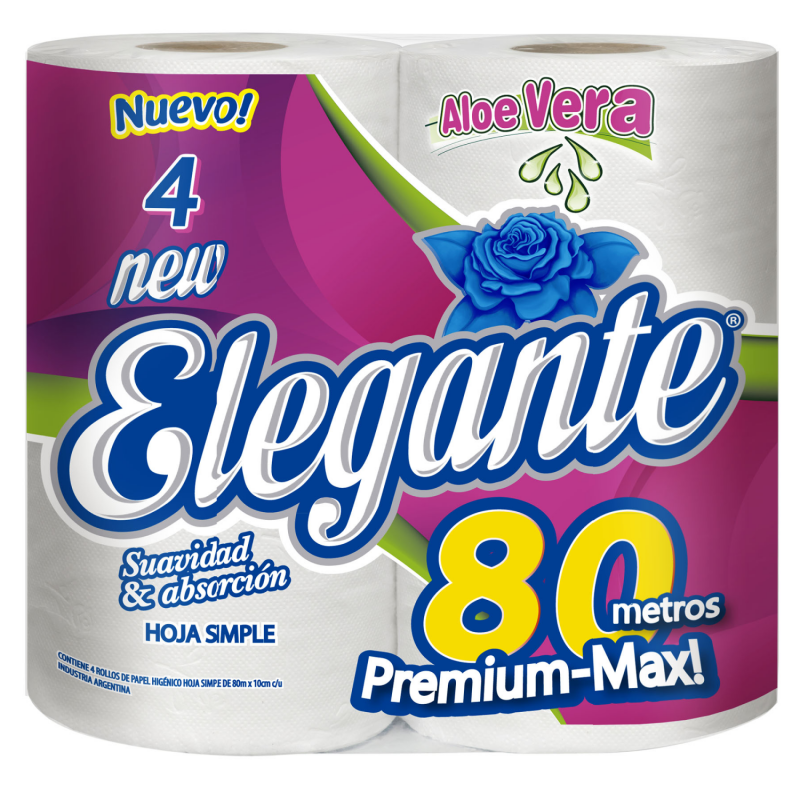 Nuevo!
4
new
Aloe Vera
Elegante®
Suavidad
& absorción
HOJA SIMPLE
CONTIENE 4 ROLLOS DE PAPEL HIGÉNICO HOJA SIMPE DE 80m x 10cm c/u
INDUSTRIA ARGENTINA
80
metros
Premium-Max!